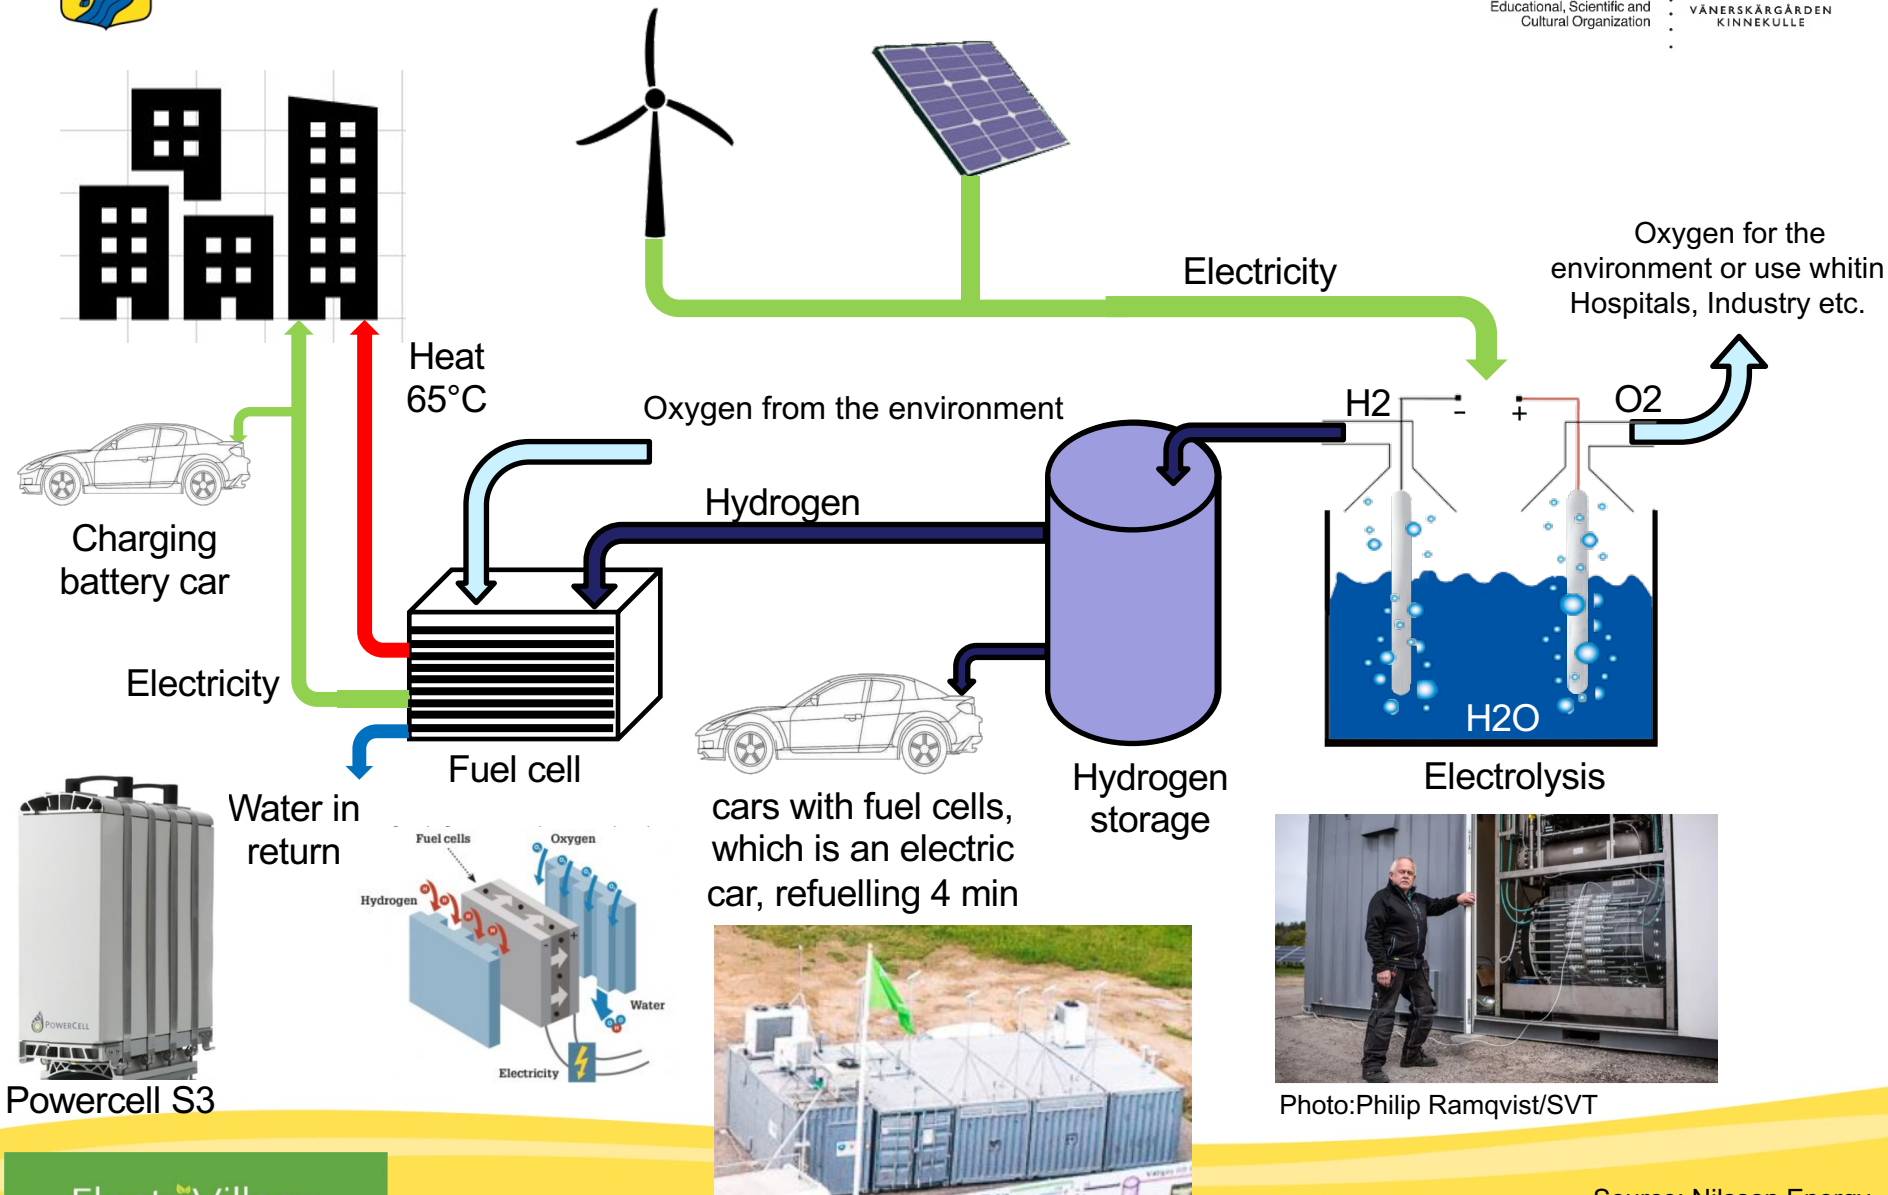 Educational, Scientific and
Cultural Organization
VÄNERSKÄRGÅRDEN
KINNEKULLE
Oxygen for the
environment or use whitin
Hospitals, Industry etc.
Electricity
Heat
65°C
Oxygen from the environment
H2
-
+
O2
Hydrogen
Charging
battery car
Electricity
H2O
Fuel cell
Hydrogen
storage
Electrolysis
Water in
return
cars with fuel cells,
which is an electric
car, refuelling 4 min
Fuel cells
Oxygen
Hydrogen
Water
Electricity
POWERCELL
Powercell S3
Photo:Philip Ramqvist/SVT
Source: Nilsson Energy